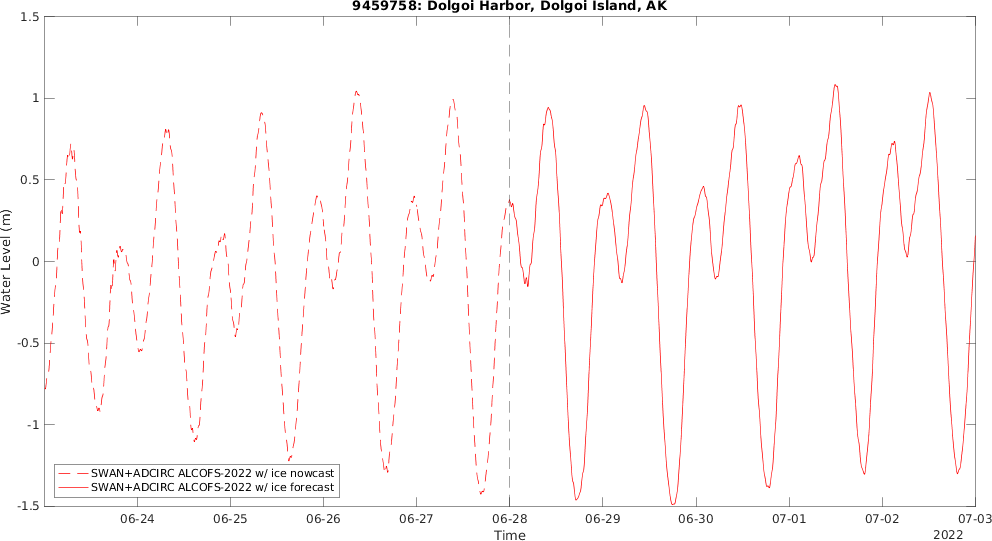 9459758: Dolgoi Harbor, Dolgoi Island, AK
Water Level (m)
1.5
1
0.5
0
-0.5
-1
-1.5
SWAN+ADCIRC ALCOFS-2022 w/ ice nowcast
SWAN+ADCIRC ALCOFS-2022 w/ ice forecast
06-24 06-25 06-26 06-27 06-28 06-29 06-30 07-01 07-02 07-03
Time
2022